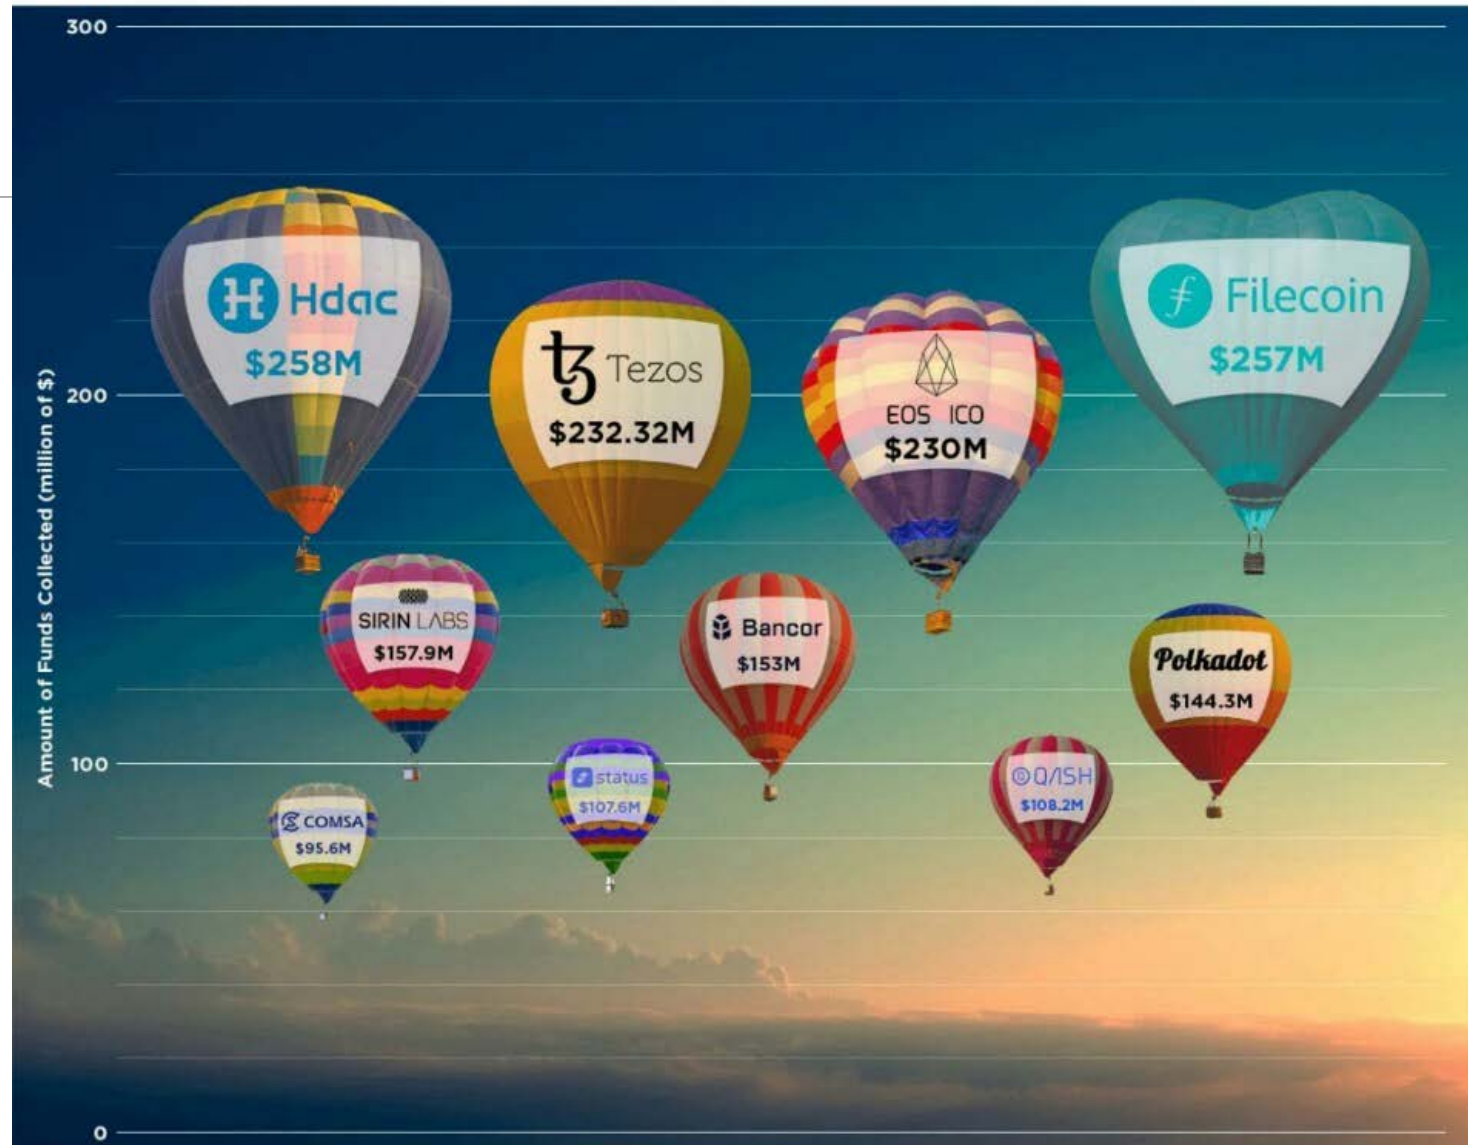 300
Hdac
$258M
Filecoin
$257M
Tezos
$232.32M
EOS ICO
$230M
200
Amount of Funds Collected (million of $)
SIRIN LABS
$157.9M
Bancor
$153M
Polkadot
$144.3M
100
status
$107.6M
Q/ISH
$108.2M
COMSA
$95.6M
0